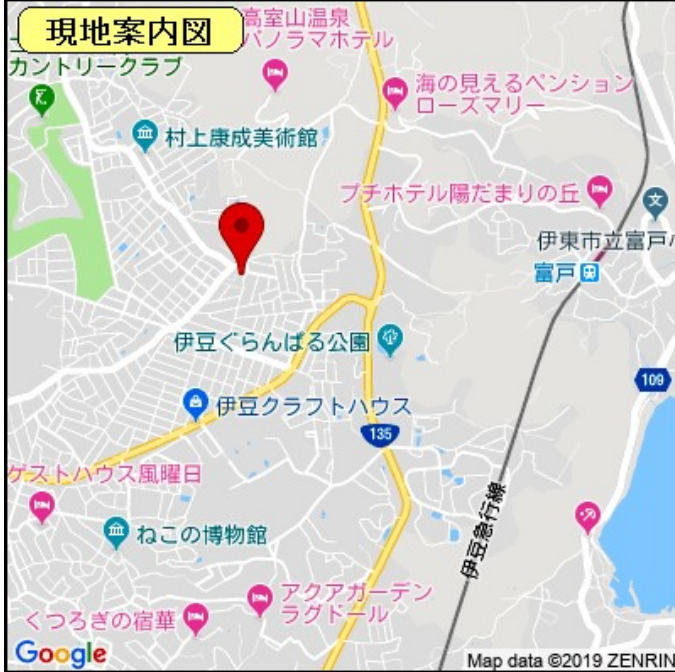 現地案内図
高室山温泉
パノラマホテル
カントリークラブ
海の見えるペンション
ローズマリー
村上康成美術館
プチホテル陽だまりの丘
文
伊東市立富戸
富戸
伊豆ぐらんぱる公園
109
伊豆クラフトハウス
135
ゲストハウス風曜日
伊豆急行線
ねこの博物館
アクアガーデン
ラグドール
くつろぎの宿華
Google
Map data ©2019 ZENRIN